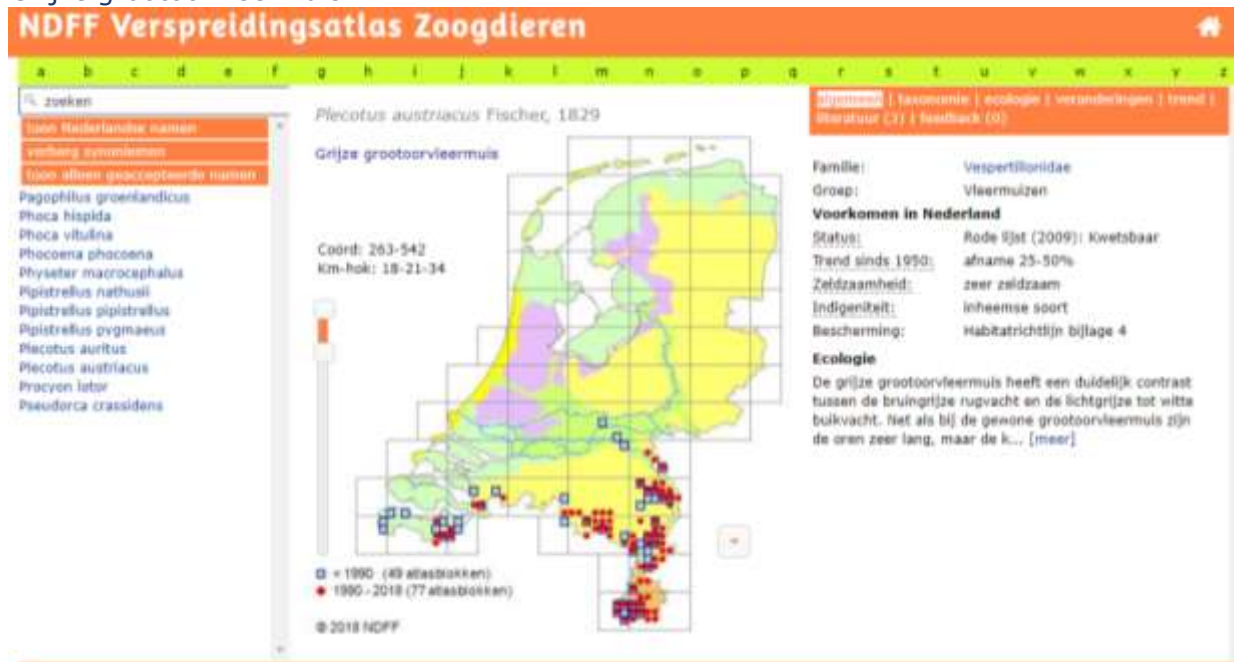 NDFF Verspreidingsatlas Zoogdieren
a b c d e f g h i j k l m n o p q r s t u v w x y z
zoeken
toon Nederlandse namen
verberg synoniemen
toon alleen geaccepteerde namen
Pagophilus groenlandicus
Phoca hispida
Phoca vitulina
Phocoena phocoena
Physeter macrocephalus
Pipistrellus nathusii
Pipistrellus pipistrellus
Pipistrellus pygmaeus
Plecotus auritus
Plecotus austriacus
Procyon lotor
Pseudorca crassidens
Plecotus austriacus Fischer, 1829
Grijze grootoorvleermuis
Coörd: 263-542
Km-hok: 18-21-34
< 1990 (49 atlasblokken)
1990 - 2018 (77 atlasblokken)
© 2018 NDFF
algemeen | taxonomie | ecologie | veranderingen | trend |
literatuur (3) | feedback (0)
Familie: Vespertilionidae
Groep: Vleermuizen
Voorkomen in Nederland
Status: Rode lijst (2009): Kwetsbaar
Trend sinds 1950: afname 25-50%
Zeldzaamheid: zeer zeldzaam
Indigeniteit: inheemse soort
Bescherming: Habitatrichtlijn bijlage 4
Ecologie
De grijze grootoorvleermuis heeft een duidelijk contrast
tussen de bruingrijze rugvacht en de lichtgrijze tot witte
buikvacht. Net als bij de gewone grootoorvleermuis zijn
de oren zeer lang, maar de k... [meer]